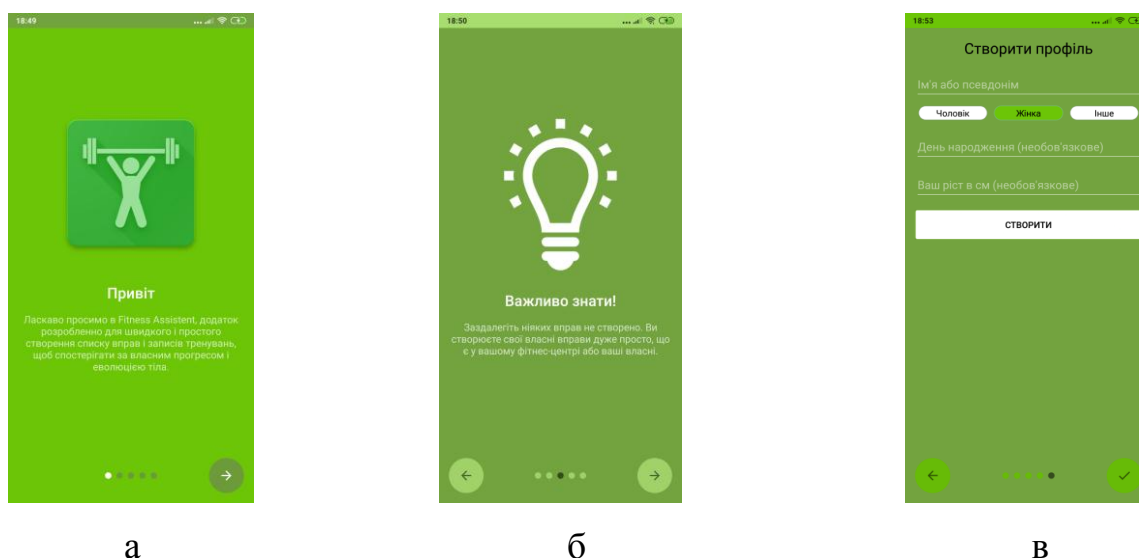 18:49
Привіт
Ласкаво просимо в Fitness Assistent, додаток
розробленно для швидкого і простого
створення списку вправ і записів тренувань,
щоб спостерігати за власним прогресом і
еволюцією тіла.
а
18:50
Важливо знати!
Заздалегіть ніяких вправ не створено. Ви
створюєте свої власні вправи дуже просто, що
є у вашому фітнес-центрі або ваші власні.
б
18:53
Створити профіль
Ім'я або псевдонім
Чоловік Жінка Інше
День народження (необов'язкове)
Ваш ріст в см (необов'язкове)
СТВОРИТИ
в